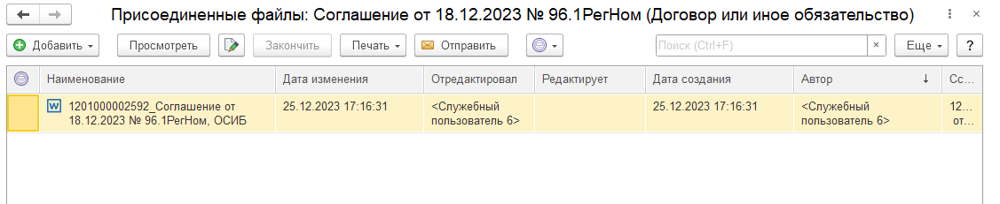 Присоединенные файлы: Соглашение от 18.12.2023 № 96.1РегНом (Договор или иное обязательство)
Добавить Просмотреть Закончить Печать Отправить Поиск (Ctrl+F) × Еще ?
Наименование Дата изменения Отредактировал Редактирует Дата создания Автор ↓ Сс...
1201000002592_Соглашение от 25.12.2023 17:16:31 <Служебный 25.12.2023 17:16:31 <Служебный 12...
18.12.2023 № 96.1РегНом, ОСИБ пользователь 6> пользователь 6> от...